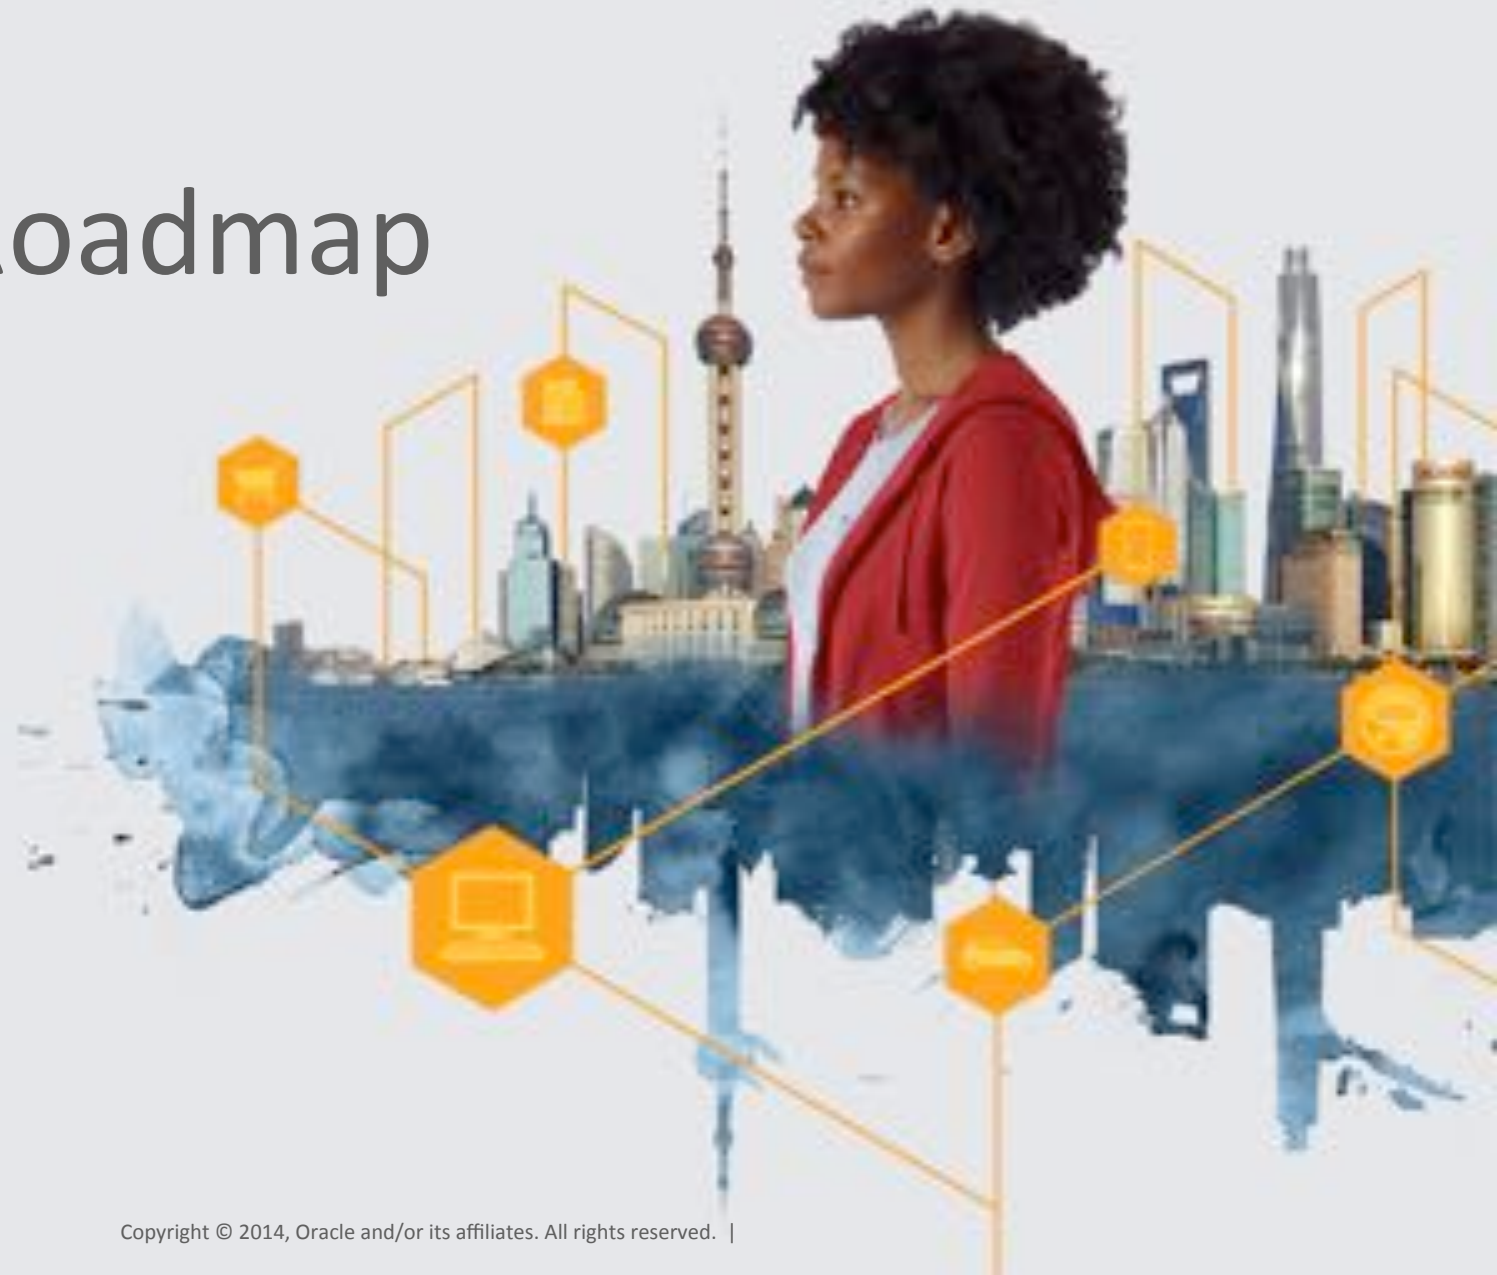 oadmap
Copyright © 2014, Oracle and/or its affiliates. All rights reserved. |